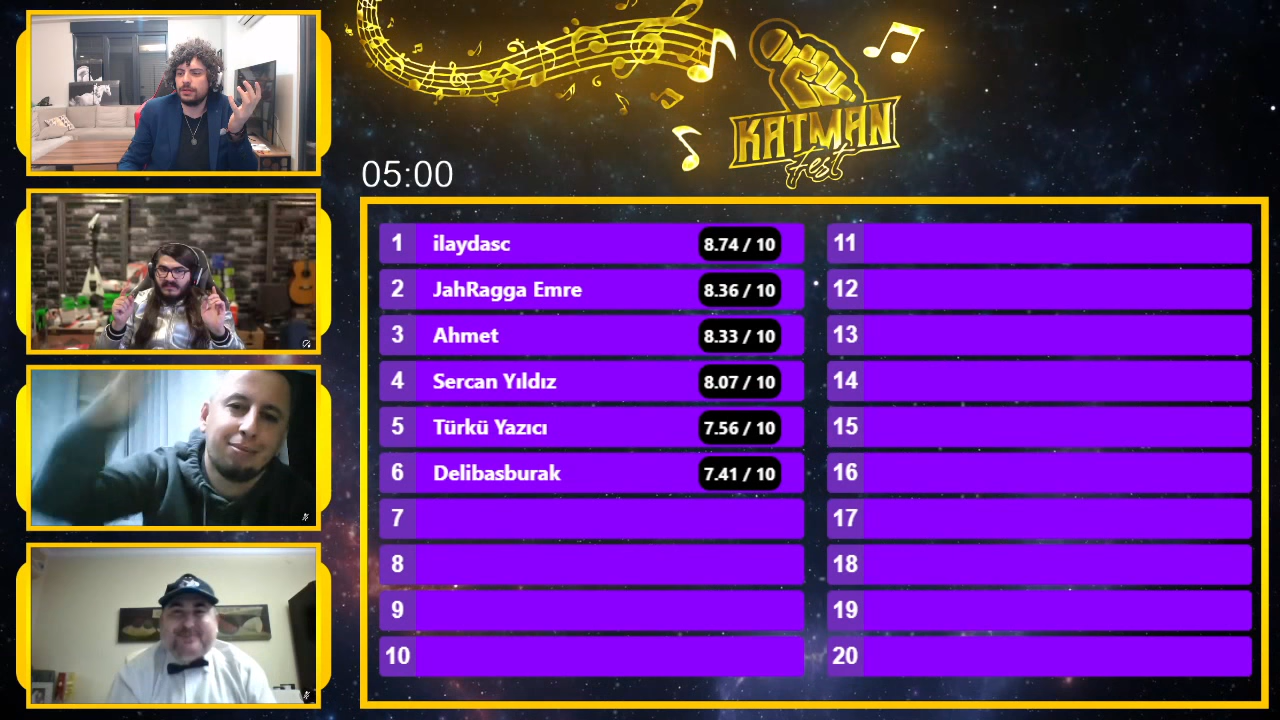 KATMAN
Fest
05:00
1 ilaydasc 8.74 / 10
2 JahRagga Emre 8.36 / 10
3 Ahmet 8.33 / 10
4 Sercan Yıldız 8.07 / 10
5 Türkü Yazıcı 7.56 / 10
6 Delibasburak 7.41 / 10
7
8
9
10
11
12
13
14
15
16
17
18
19
20